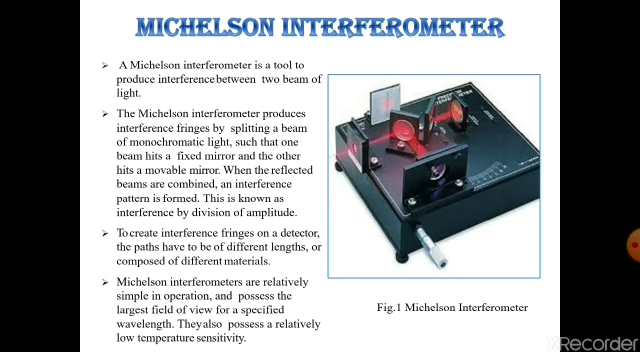 MICHELSON INTERFEROMETER
➢ A Michelson interferometer is a tool to
produce interference between two beam of
light.
➢ The Michelson interferometer produces
interference fringes by splitting a beam
of monochromatic light, such that one
beam hits a fixed mirror and the other
hits a movable mirror. When the reflected
beams are combined, an interference
pattern is formed. This is known as
interference by division of amplitude.
➢ To create interference fringes on a detector,
the paths have to be of different lengths, or
composed of different materials.
➢ Michelson interferometers are relatively
simple in operation, and possess the
largest field of view for a specified
wavelength. They also possess a relatively
low temperature sensitivity.
Fig.1 Michelson Interferometer
Recorder